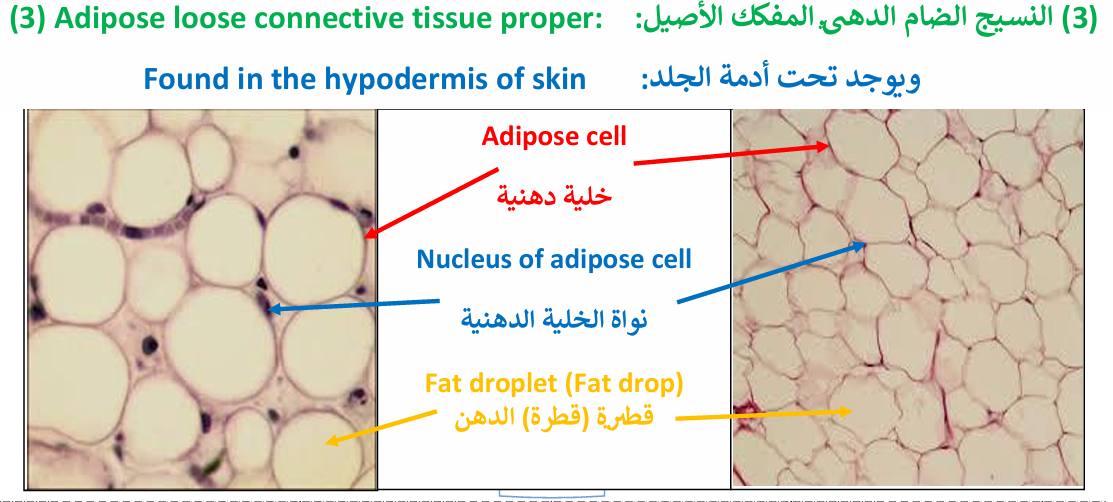 (3) Adipose loose connective tissue proper: (3) النسيج الضام الدهني المفكك الأصيل:
Found in the hypodermis of skin ويوجد تحت أدمة الجلد:
Adipose cell
خلية دهنية
Nucleus of adipose cell
نواة الخلية الدهنية
Fat droplet (Fat drop)
قطيرة (قطرة) الدهن